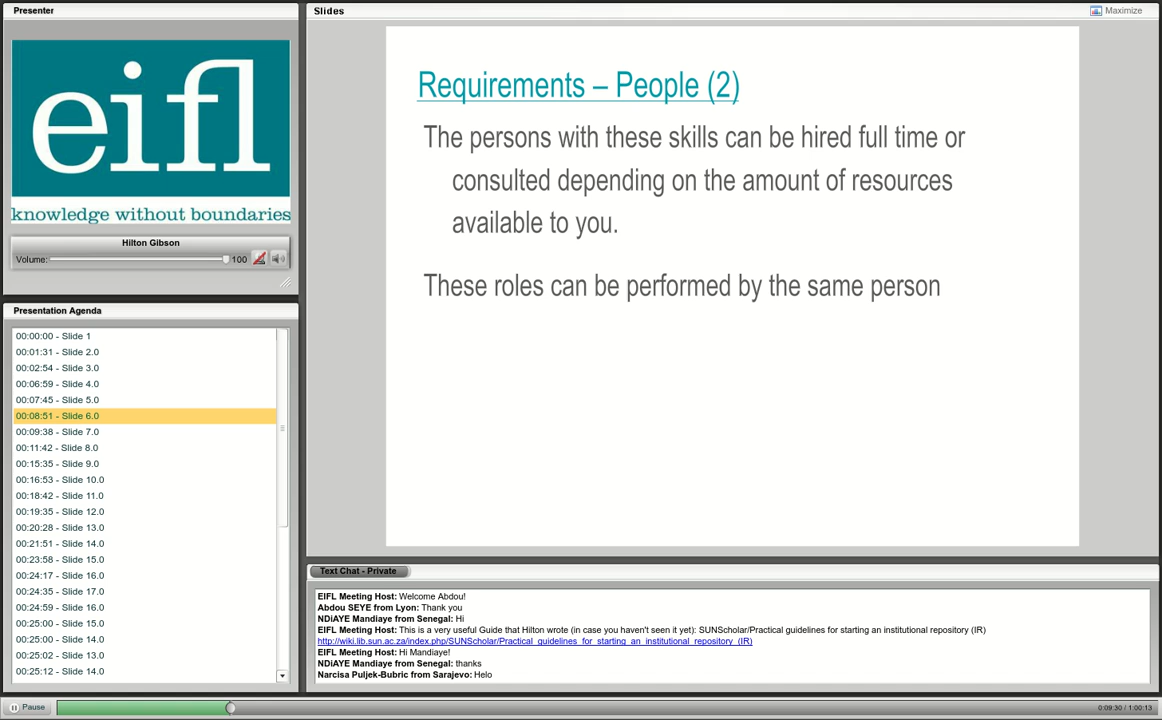 Presenter
eifl
knowledge without boundaries
Hilton Gibson
Volume: 100
Presentation Agenda
00:00:00 - Slide 1
00:01:31 - Slide 2.0
00:02:54 - Slide 3.0
00:06:59 - Slide 4.0
00:07:45 - Slide 5.0
00:08:51 - Slide 6.0
00:09:38 - Slide 7.0
00:11:42 - Slide 8.0
00:15:35 - Slide 9.0
00:16:53 - Slide 10.0
00:18:42 - Slide 11.0
00:19:35 - Slide 12.0
00:20:28 - Slide 13.0
00:21:51 - Slide 14.0
00:23:58 - Slide 15.0
00:24:17 - Slide 16.0
00:24:35 - Slide 17.0
00:24:59 - Slide 16.0
00:25:00 - Slide 15.0
00:25:00 - Slide 14.0
00:25:02 - Slide 13.0
00:25:12 - Slide 14.0
Slides
Maximize
Requirements – People (2)
The persons with these skills can be hired full time or
consulted depending on the amount of resources
available to you.
These roles can be performed by the same person
Text Chat - Private
EIFL Meeting Host: Welcome Abdou!
Abdou SEYE from Lyon: Thank you
NDiAYE Mandiaye from Senegal: Hi
EIFL Meeting Host: This is a very useful Guide that Hilton wrote (in case you haven't seen it yet): SUNScholar/Practical guidelines for starting an institutional repository (IR)
http://wiki.lib.sun.ac.za/index.php/SUNScholar/Practical_guidelines_for_starting_an_institutional_repository_(IR)
EIFL Meeting Host: Hi Mandiaye!
NDiAYE Mandiaye from Senegal: thanks
Narcisa Puljek-Bubric from Sarajevo: Helo
Pause
0:09:30 / 1:00:13